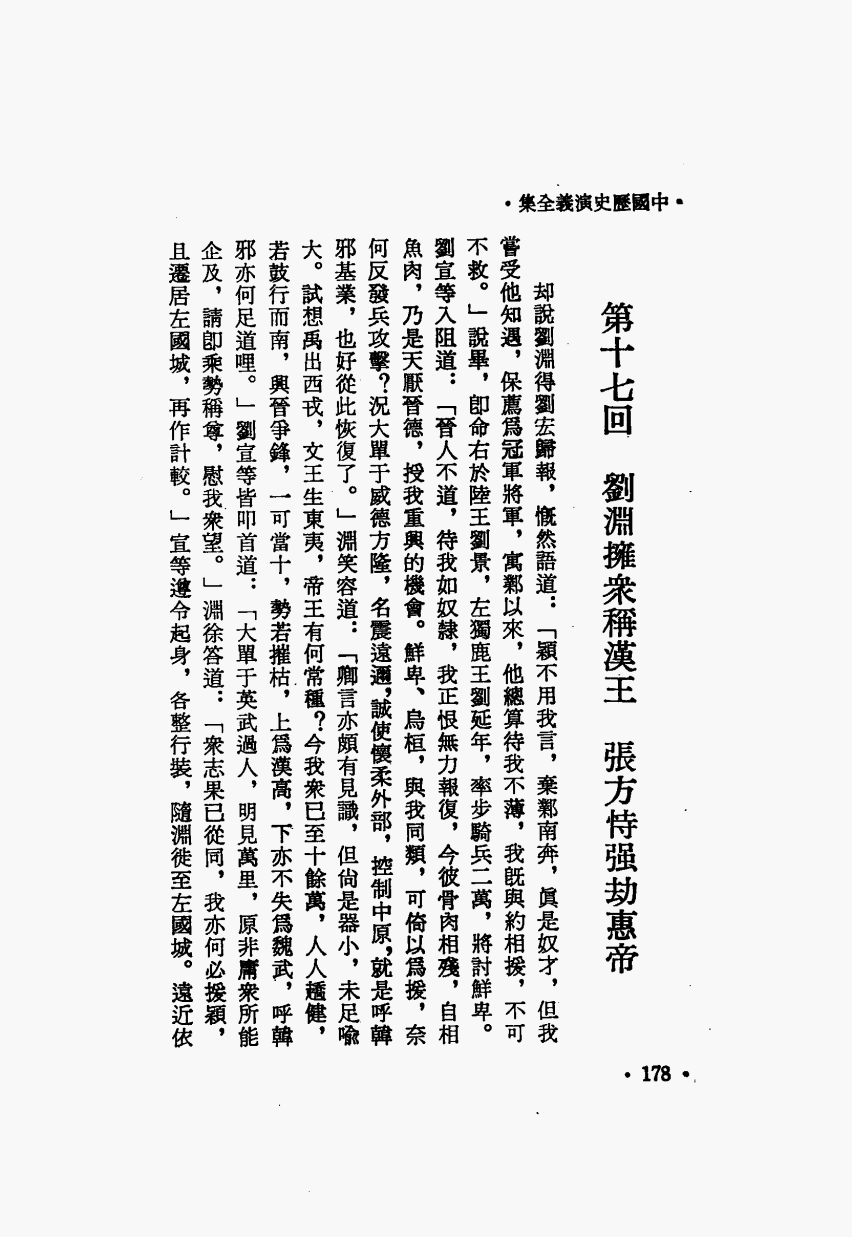 ·中國歷史演義全集·
第十七回　劉淵擁衆稱漢王　張方恃强劫惠帝
却說劉淵得劉宏歸報，慨然語道：「穎不用我言，棄鄴南奔，眞是奴才，但我
嘗受他知遇，保薦爲冠軍將軍，寓鄴以來，他總算待我不薄，我旣與約相援，不可
不救。」說畢，卽命右於陸王劉景，左獨鹿王劉延年，率步騎兵二萬，將討鮮卑。
劉宣等入阻道：「晉人不道，待我如奴隸，我正恨無力報復，今彼骨肉相殘，自相
魚肉，乃是天厭晉德，授我重興的機會。鮮卑、烏桓，與我同類，可倚以爲援，奈
何反發兵攻擊？況大單于威德方隆，名震遠邇，誠使懷柔外部，控制中原，就是呼韓
邪基業，也好從此恢復了。」淵笑容道：「卿言亦頗有見識，但尙是器小，未足喩
大。試想禹出西戎，文王生東夷，帝王有何常種？今我衆已至十餘萬，人人趫健，
若鼓行而南，與晉爭鋒，一可當十，勢若摧枯，上爲漢高，下亦不失爲魏武，呼韓
邪亦何足道哩。」劉宣等皆叩首道：「大單于英武過人，明見萬里，原非庸衆所能
企及，請卽乘勢稱尊，慰我衆望。」淵徐答道：「衆志果已從同，我亦何必援穎，
且遷居左國城，再作計較。」宣等遵令起身，各整行裝，隨淵徙至左國城。遠近依
·178·